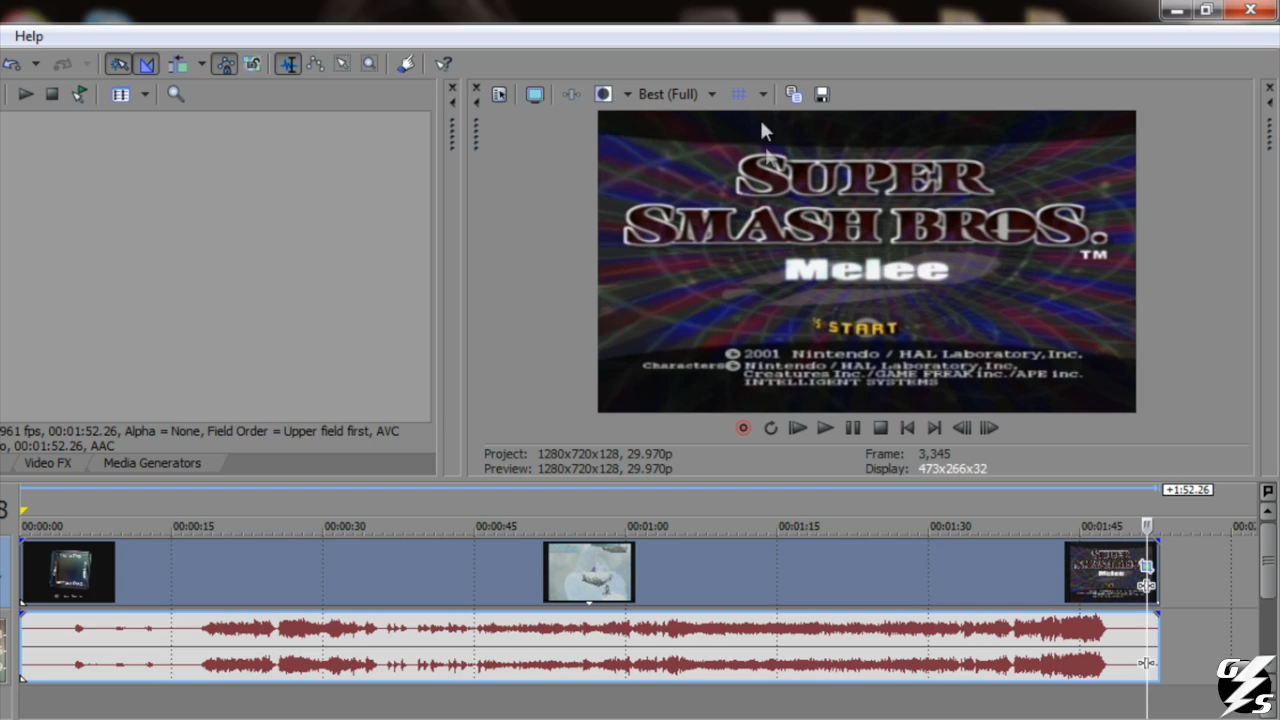 Help
Best (Full)
SUPER
SMASH BROS.
TM
Melee
START
© 2001 Nintendo / HAL Laboratory,Inc.
Characters © Nintendo / HAL Laboratory,Inc.
Creatures Inc./GAME FREAK inc./APE inc.
INTELLIGENT SYSTEMS
961 fps, 00:01:52.26, Alpha = None, Field Order = Upper field first, AVC
o, 00:01:52.26, AAC
Video FX
Media Generators
Project: 1280x720x128, 29.970p
Frame: 3,345
Preview: 1280x720x128, 29.970p
Display: 473x266x32
+1:52.26
8
00:00:00
00:00:15
00:00:30
00:00:45
00:01:00
00:01:15
00:01:30
00:01:45
00:0
G S